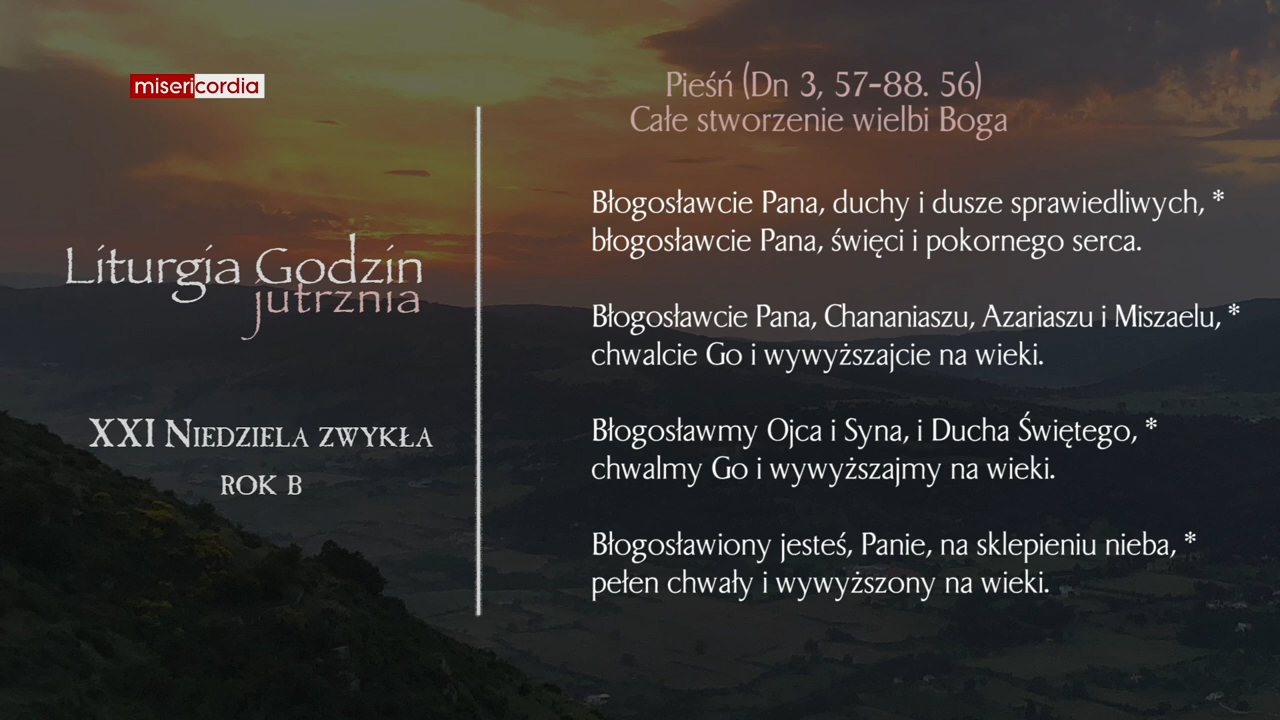 misericordia
Liturgia Godzin
jutrznia
XXI Niedziela zwykła
rok B
Pieśń (Dn 3, 57-88. 56)
Całe stworzenie wielbi Boga
Błogosławcie Pana, duchy i dusze sprawiedliwych, *
błogosławcie Pana, święci i pokornego serca.
Błogosławcie Pana, Chananiaszu, Azariaszu i Miszaelu, *
chwalcie Go i wywyższajcie na wieki.
Błogosławmy Ojca i Syna, i Ducha Świętego, *
chwalmy Go i wywyższajmy na wieki.
Błogosławiony jesteś, Panie, na sklepieniu nieba, *
pełen chwały i wywyższony na wieki.